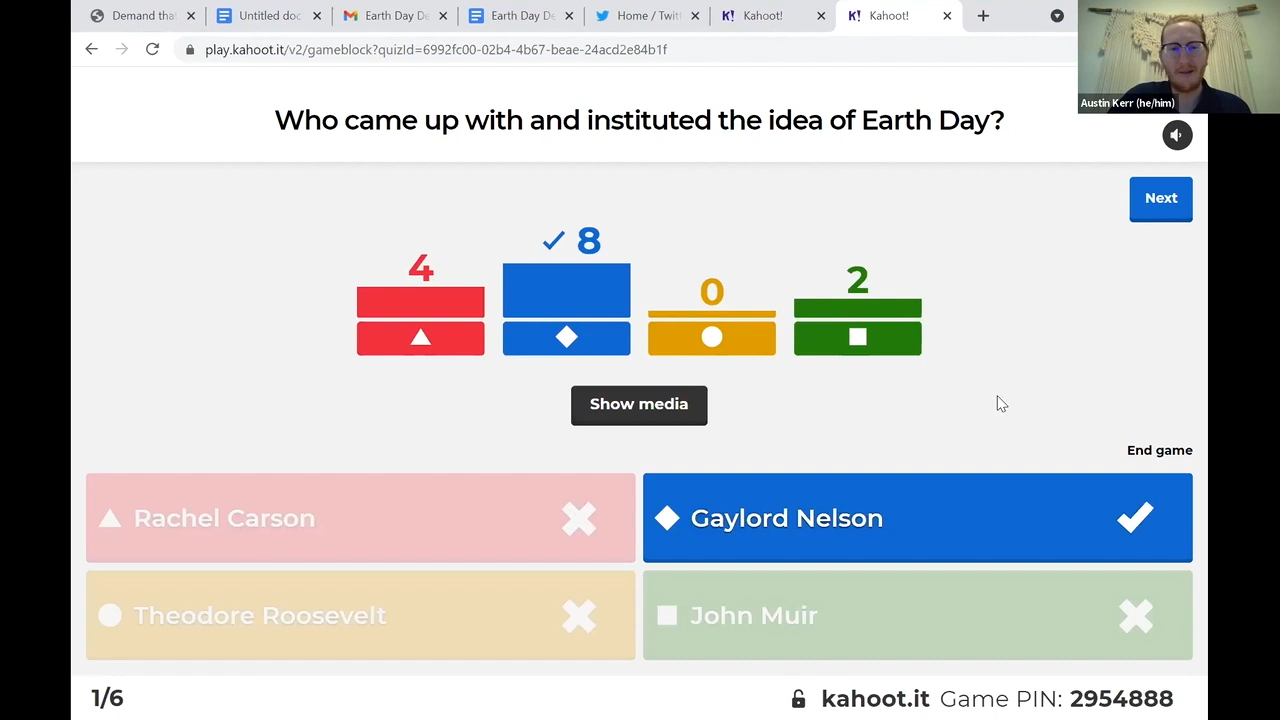 Demand that
Untitled doc
Earth Day Di
Earth Day De
Home / Twit
Kahoot!
Kahoot!
play.kahoot.it/v2/gameblock?quizId=6992fc00-02b4-4b67-beae-24acd2e84b1f
Austin Kerr (he/him)
Who came up with and instituted the idea of Earth Day?
Next
4
8
0
2
Show media
End game
Rachel Carson
Gaylord Nelson
Theodore Roosevelt
John Muir
1/6
kahoot.it Game PIN: 2954888